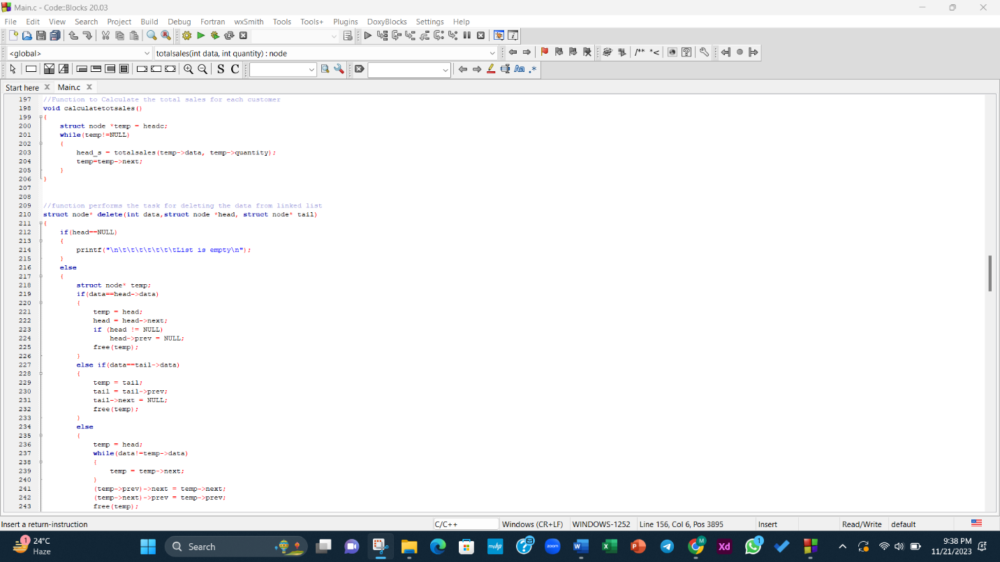 Main.c - Code::Blocks 20.03
File Edit View Search Project Build Debug Fortran wxSmith Tools Tools+ Plugins DoxyBlocks Settings Help
<global> totalsales(int data, int quantity) : node
/** *<
S C Aa .*
Start here Main.c
197 //Function to Calculate the total sales for each customer
198 void calculatetotsales()
199 {
200 struct node *temp = headc;
201 while(temp!=NULL)
202 {
203 head_s = totalsales(temp->data, temp->quantity);
204 temp=temp->next;
205 }
206 }
207
208
209 //function performs the task for deleting the data from linked list
210 struct node* delete(int data,struct node *head, struct node* tail)
211 {
212 if(head==NULL)
213 {
214 printf("\n\t\t\t\t\t\t\tList is empty\n");
215 }
216 else
217 {
218 struct node* temp;
219 if(data==head->data)
220 {
221 temp = head;
222 head = head->next;
223 if (head != NULL)
224 head->prev = NULL;
225 free(temp);
226 }
227 else if(data==tail->data)
228 {
229 temp = tail;
230 tail = tail->prev;
231 tail->next = NULL;
232 free(temp);
233 }
234 else
235 {
236 temp = head;
237 while(data!=temp->data)
238 {
239 temp = temp->next;
240 }
241 (temp->prev)->next = temp->next;
242 (temp->next)->prev = temp->prev;
243 free(temp);
Insert a return-instruction C/C++ Windows (CR+LF) WINDOWS-1252 Line 156, Col 6, Pos 3895 Insert Read/Write default
1 24°C
Haze
Search
myhp zoom W X P Xd M 1
9:38 PM
11/21/2023